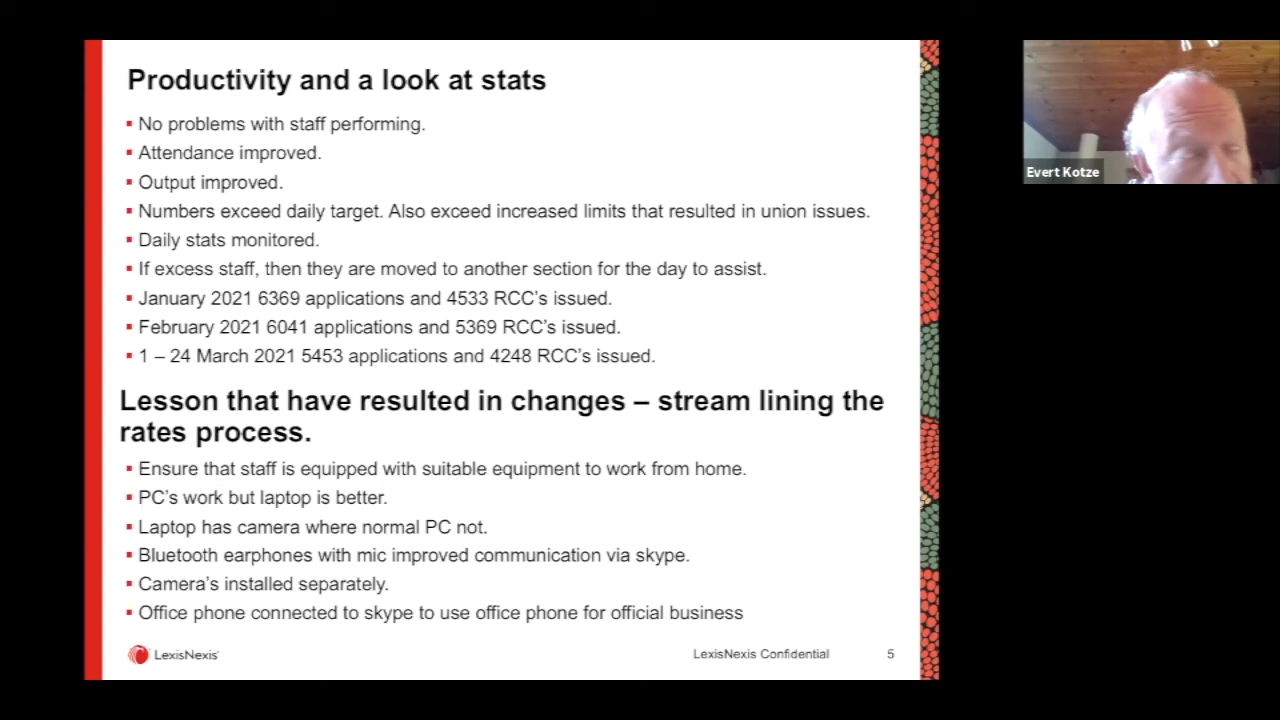 Productivity and a look at stats
No problems with staff performing.
Attendance improved.
Output improved.
Numbers exceed daily target. Also exceed increased limits that resulted in union issues.
Daily stats monitored.
If excess staff, then they are moved to another section for the day to assist.
January 2021 6369 applications and 4533 RCC’s issued.
February 2021 6041 applications and 5369 RCC’s issued.
1 – 24 March 2021 5453 applications and 4248 RCC’s issued.
Lesson that have resulted in changes – stream lining the
rates process.
Ensure that staff is equipped with suitable equipment to work from home.
PC’s work but laptop is better.
Laptop has camera where normal PC not.
Bluetooth earphones with mic improved communication via skype.
Camera’s installed separately.
Office phone connected to skype to use office phone for official business
LexisNexis
LexisNexis Confidential 5
Evert Kotze